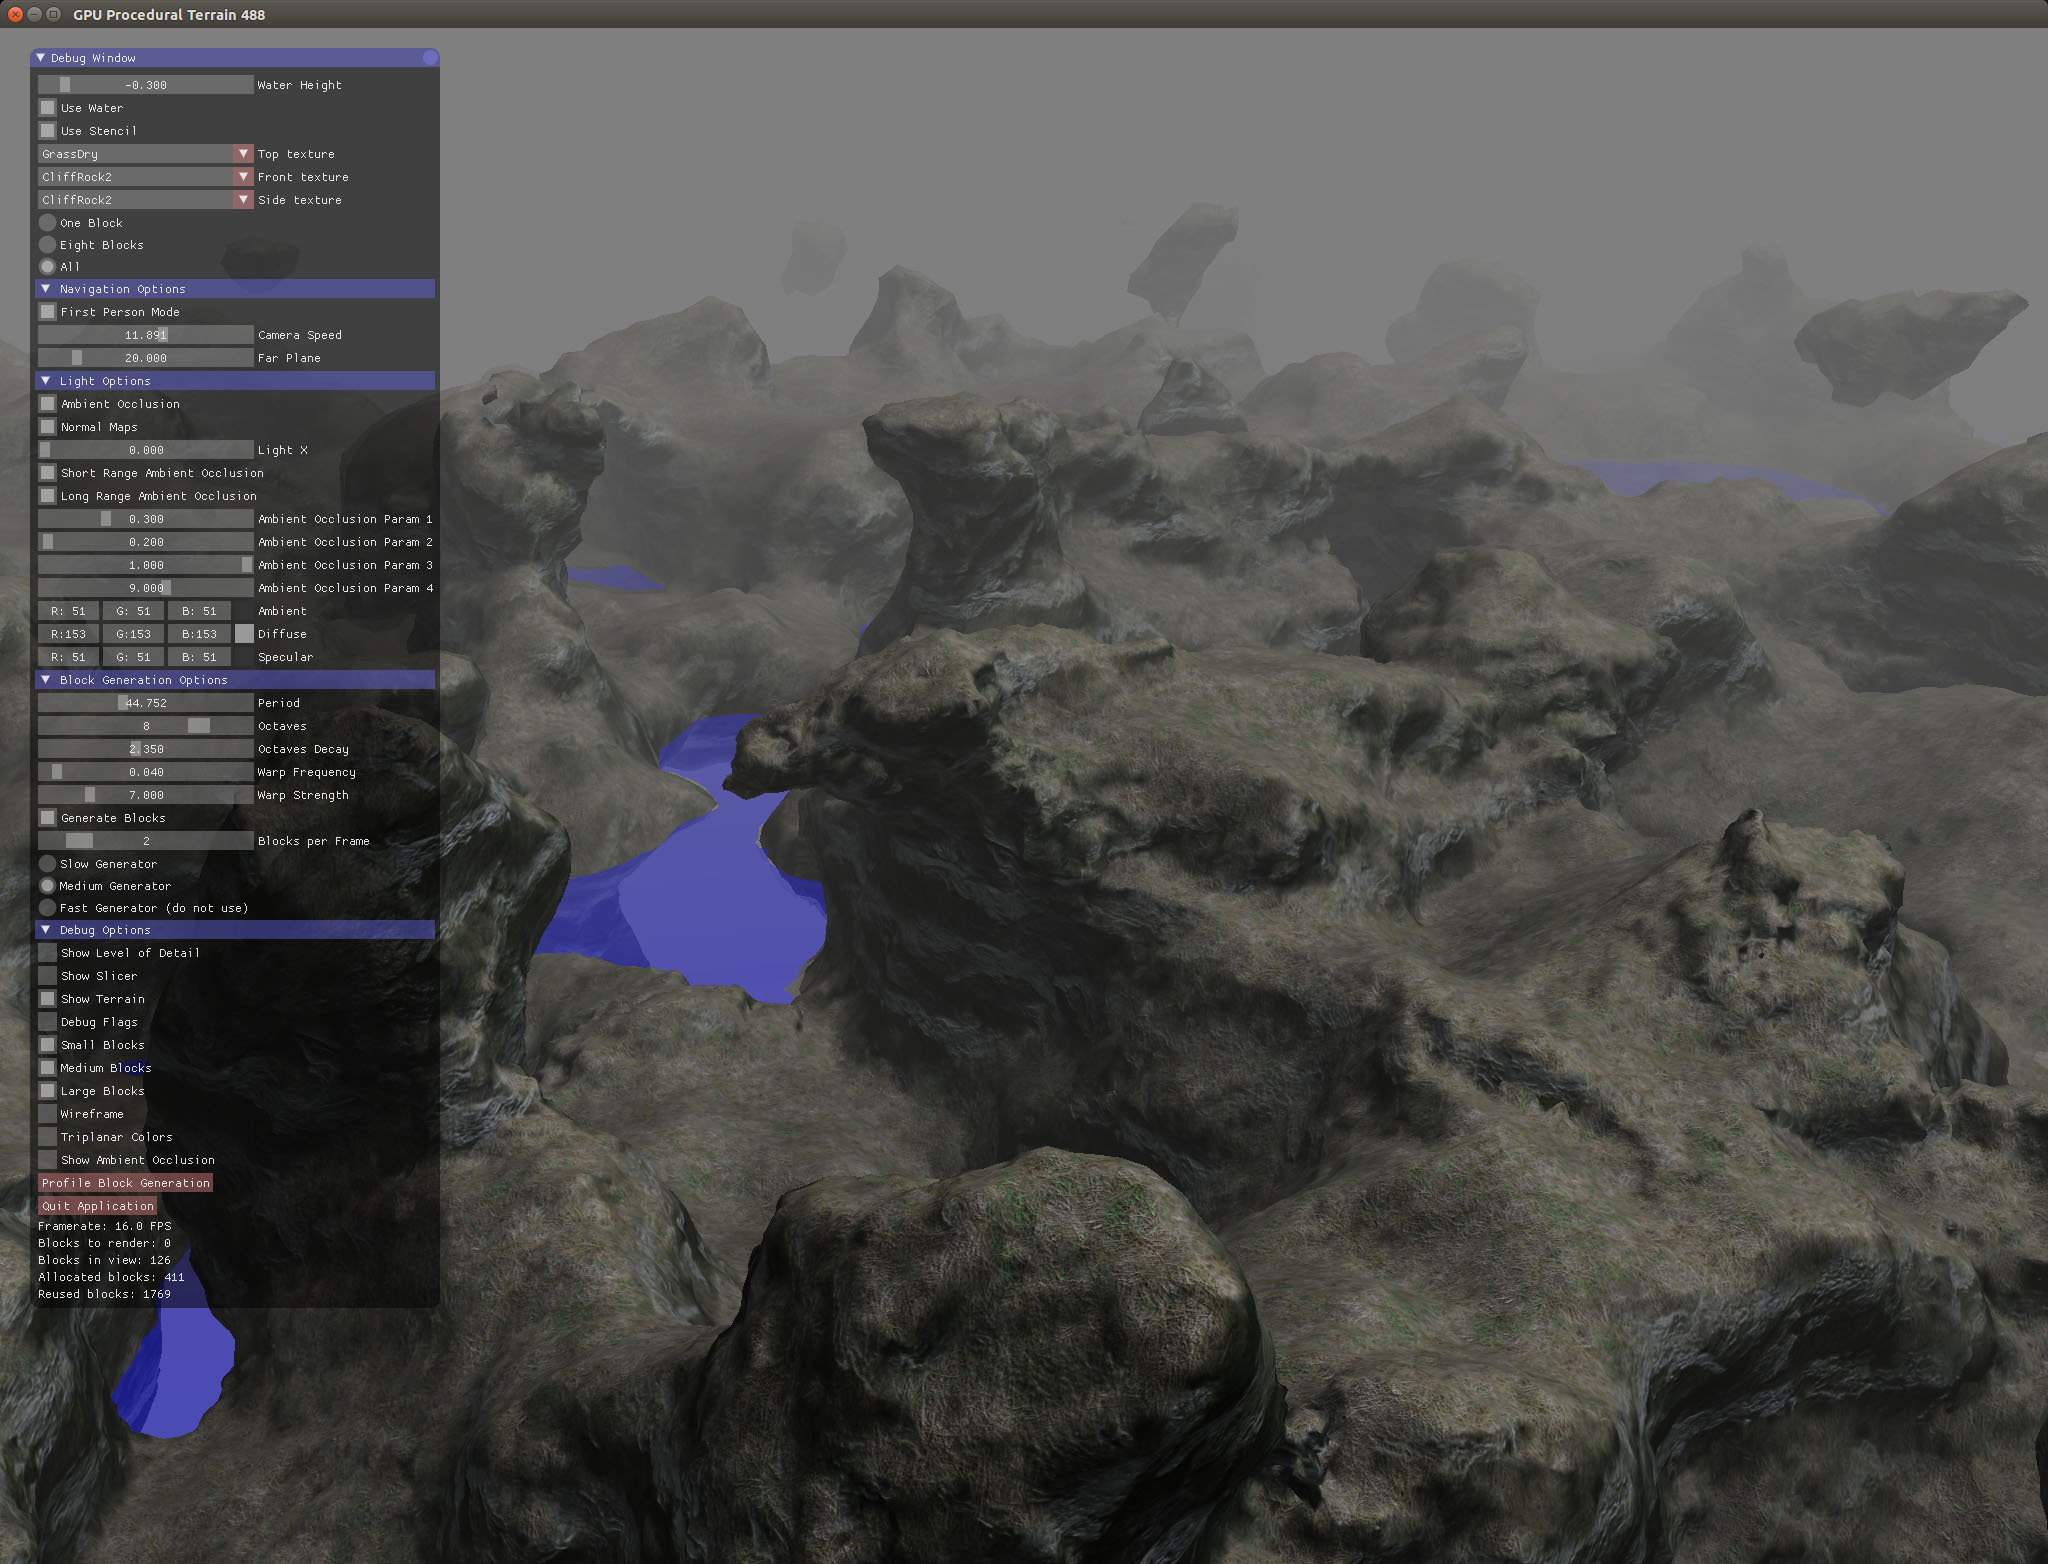 GPU Procedural Terrain 488
Debug Window
-0.300 Water Height
Use Water
Use Stencil
GrassDry Top texture
CliffRock2 Front texture
CliffRock2 Side texture
One Block
Eight Blocks
All
Navigation Options
First Person Mode
11.891 Camera Speed
20.000 Far Plane
Light Options
Ambient Occlusion
Normal Maps
0.000 Light X
Short Range Ambient Occlusion
Long Range Ambient Occlusion
0.300 Ambient Occlusion Param 1
0.200 Ambient Occlusion Param 2
1.000 Ambient Occlusion Param 3
9.000 Ambient Occlusion Param 4
R: 51 G: 51 B: 51 Ambient
R:153 G:153 B:153 Diffuse
R: 51 G: 51 B: 51 Specular
Block Generation Options
44.752 Period
8 Octaves
2.350 Octaves Decay
0.040 Warp Frequency
7.000 Warp Strength
Generate Blocks
2 Blocks per Frame
Slow Generator
Medium Generator
Fast Generator (do not use)
Debug Options
Show Level of Detail
Show Slicer
Show Terrain
Debug Flags
Small Blocks
Medium Blocks
Large Blocks
Wireframe
Triplanar Colors
Show Ambient Occlusion
Profile Block Generation
Quit Application
Framerate: 16.0 FPS
Blocks to render: 0
Blocks in view: 126
Allocated blocks: 411
Reused blocks: 1769